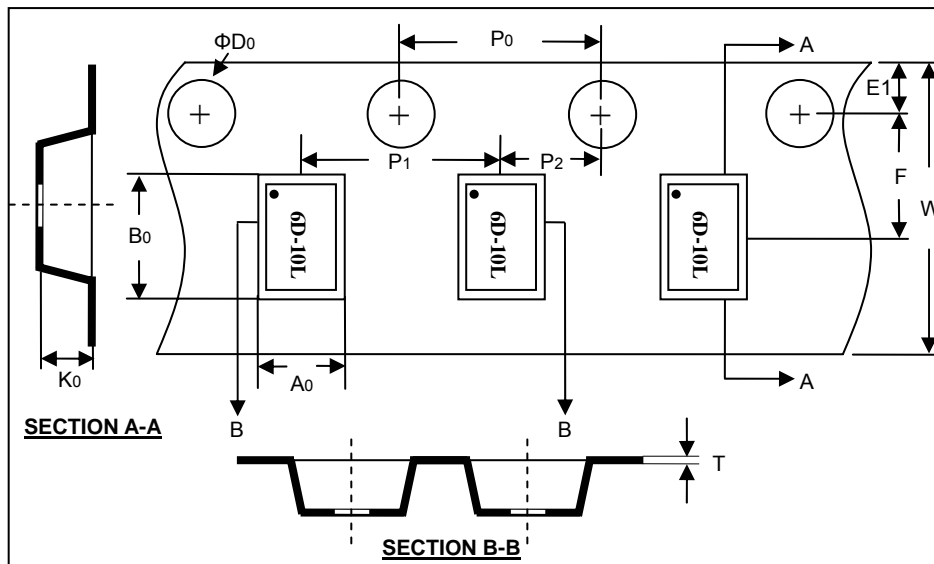 P0
A
ΦD0
E1
P1
P2
F
W
B0
6D-10L
6D-10L
6D-10L
K0
A0
A
SECTION A-A
B
B
T
SECTION B-B